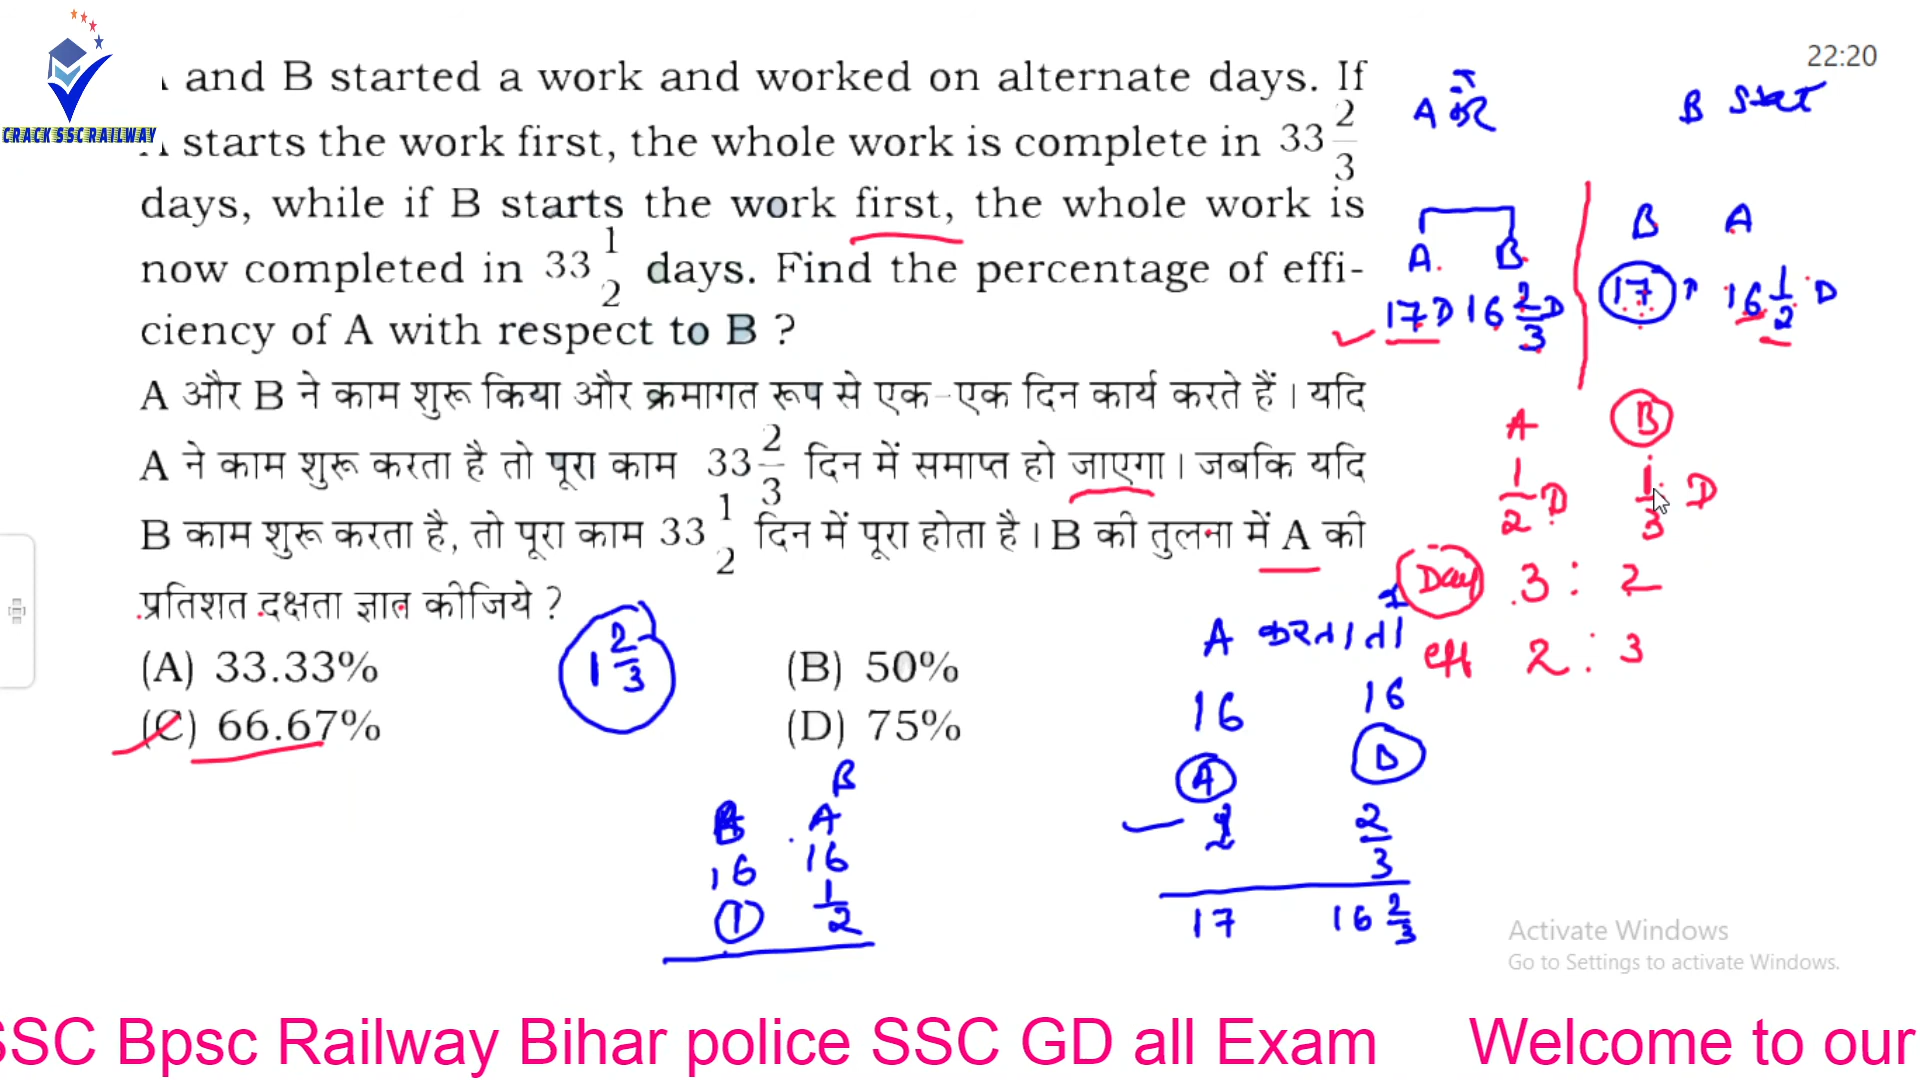 CRACK SSC RAILWAY
22:20
A and B started a work and worked on alternate days. If
A starts the work first, the whole work is complete in 33 2/3
days, while if B starts the work first, the whole work is
now completed in 33 1/2 days. Find the percentage of effi-
ciency of A with respect to B ?
A और B ने काम शुरू किया और क्रमागत रूप से एक-एक दिन कार्य करते हैं। यदि
A ने काम शुरू करता है तो पूरा काम 33 2/3 दिन में समाप्त हो जाएगा। जबकि यदि
B काम शुरू करता है, तो पूरा काम 33 1/2 दिन में पूरा होता है। B की तुलना में A की
प्रतिशत दक्षता ज्ञात कीजिये ?
(A) 33.33%
(B) 50%
(C) 66.67%
(D) 75%
1 2/3
B
A
16 16
1 1/2
B
A B
17 D 16 2/3 D
B A
17 16 1/2 D
A B
1/2 D 1/3 D
Day 3 : 2
eff 2 : 3
A
16 16
A
2/3
17 16 2/3
Activate Windows
Go to Settings to activate Windows.
SSC Bpsc Railway Bihar police SSC GD all Exam Welcome to our